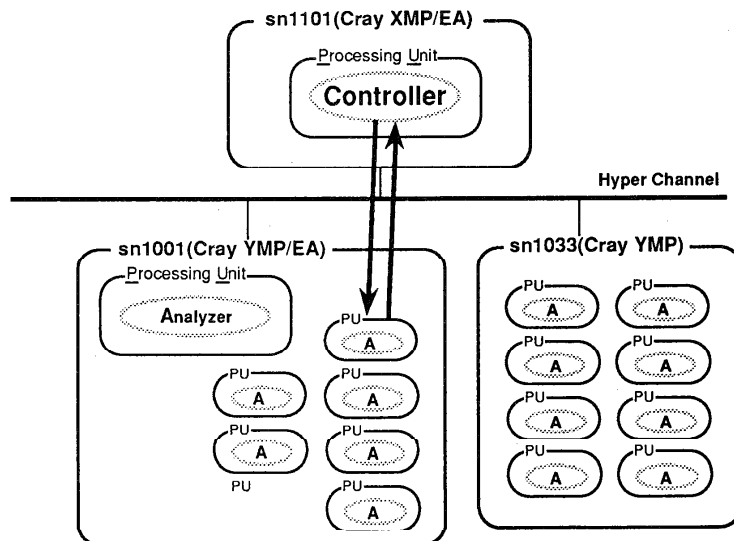 sn1101(Cray XMP/EA)
Processing Unit
Controller
Hyper Channel
sn1001(Cray YMP/EA)
Processing Unit
Analyzer
PU
A
PU
A
PU
A
PU
A
PU
A
PU
PU
A
sn1033(Cray YMP)
PU
A
PU
A
PU
A
PU
A
PU
A
PU
A
PU
A
PU
A